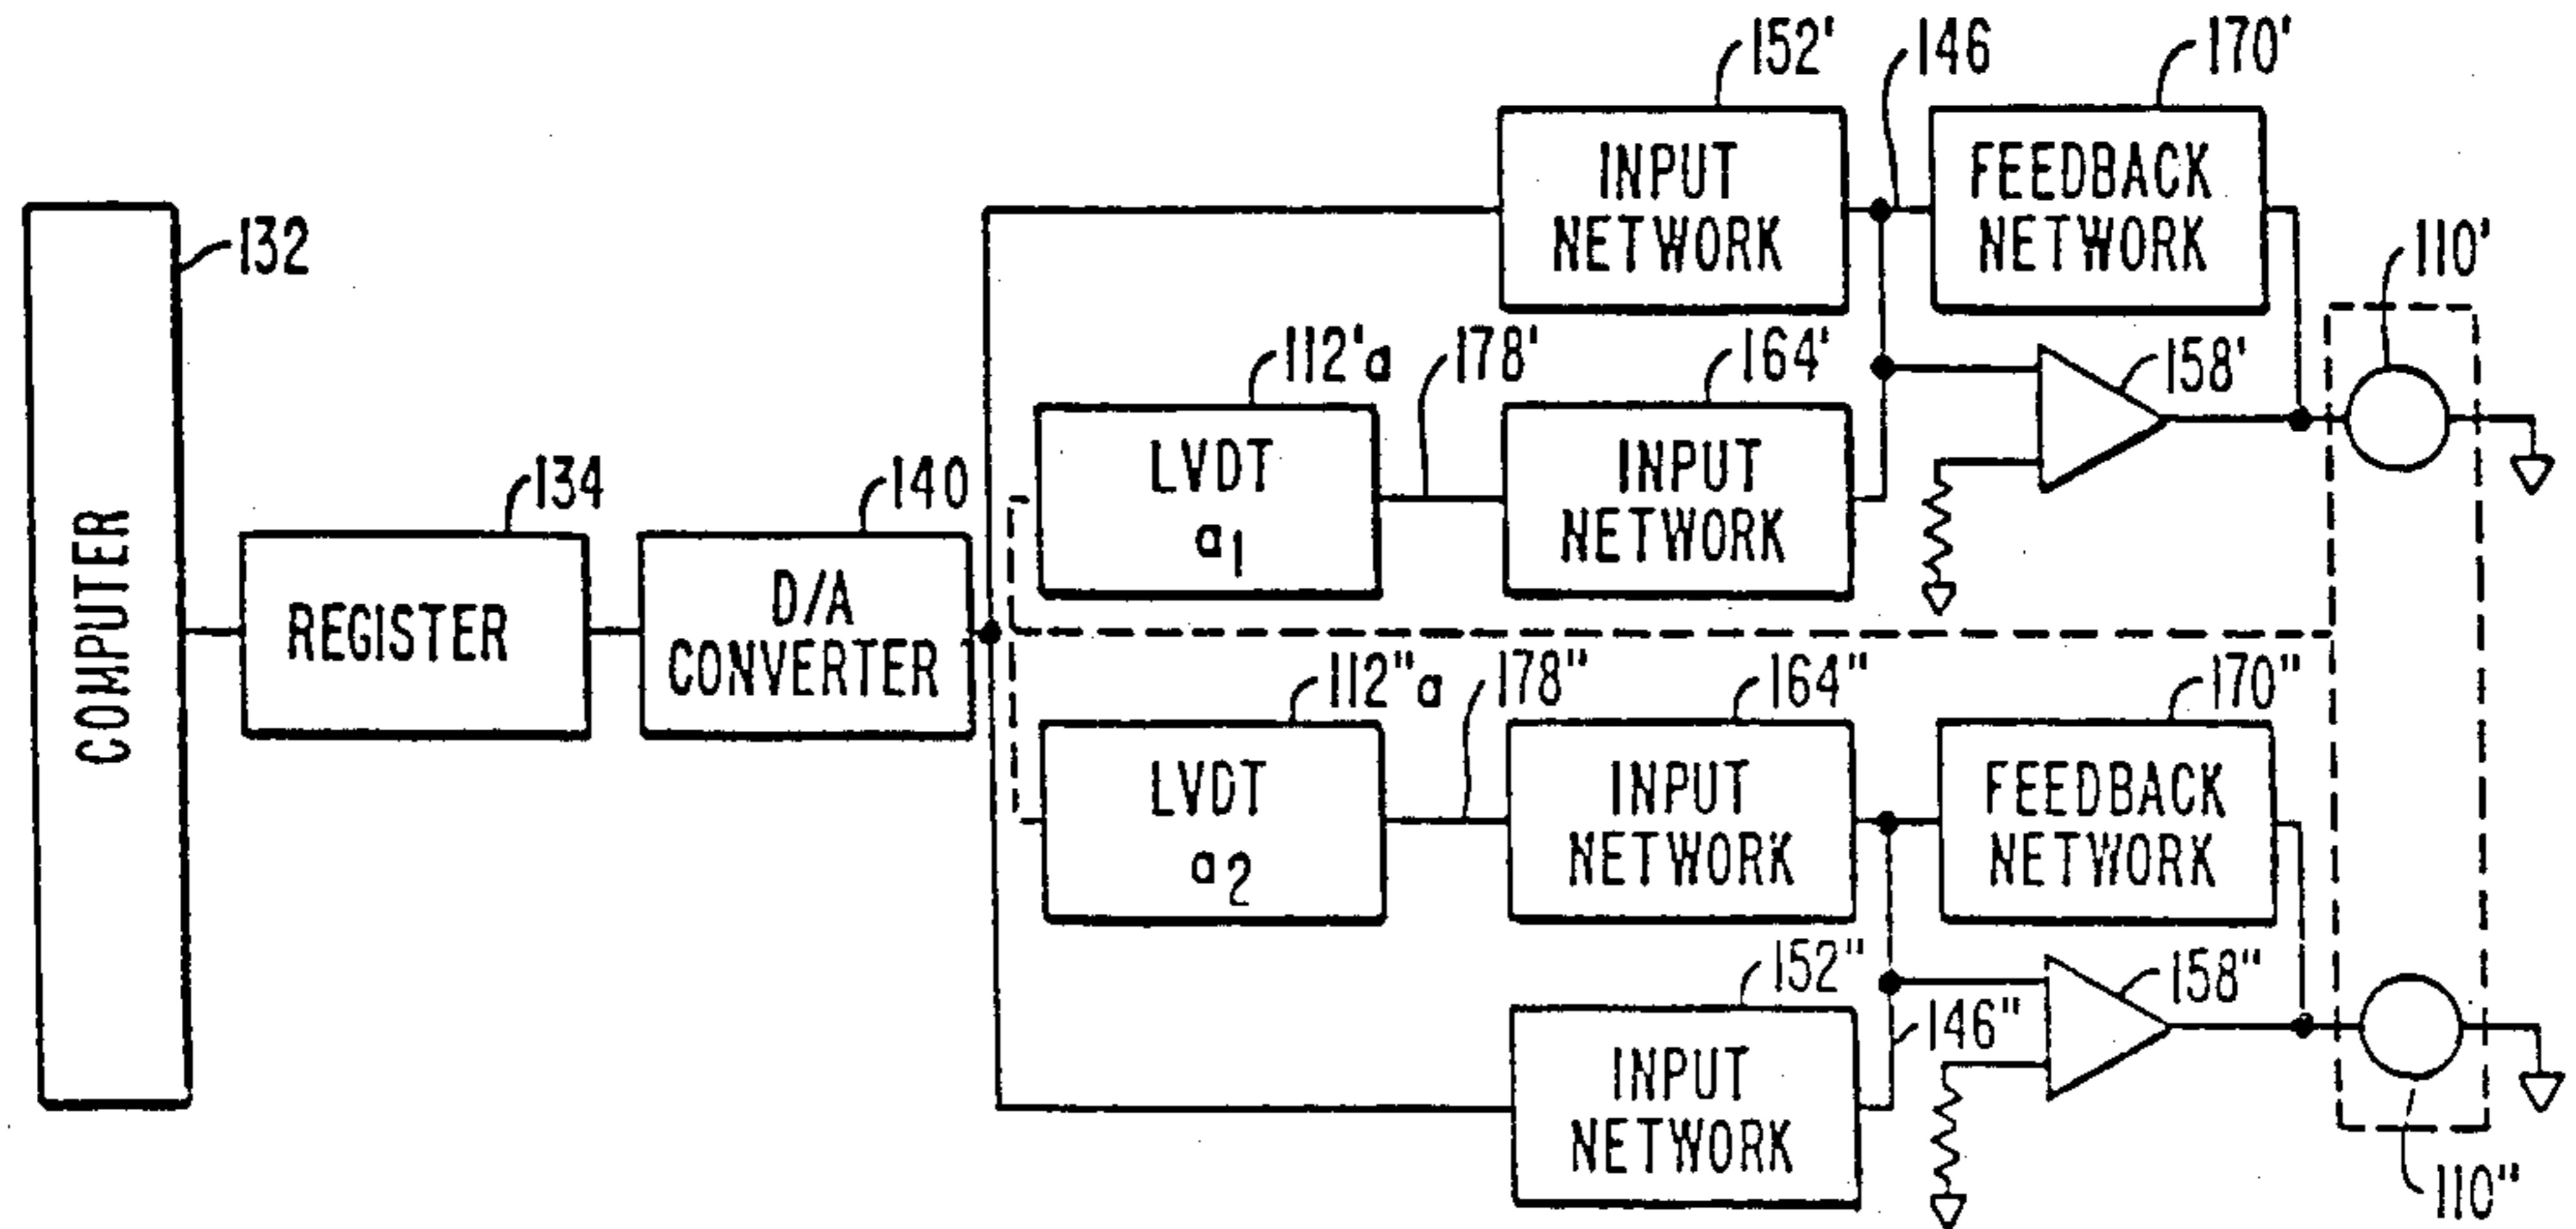 152'
146
170'
INPUT
NETWORK
FEEDBACK
NETWORK
132
110'
112'a
178'
164'
158'
LVDT
a1
INPUT
NETWORK
134
140
COMPUTER
REGISTER
D/A
CONVERTER
112"a
178"
164"
170"
LVDT
a2
INPUT
NETWORK
FEEDBACK
NETWORK
152"
146"
158"
INPUT
NETWORK
110"